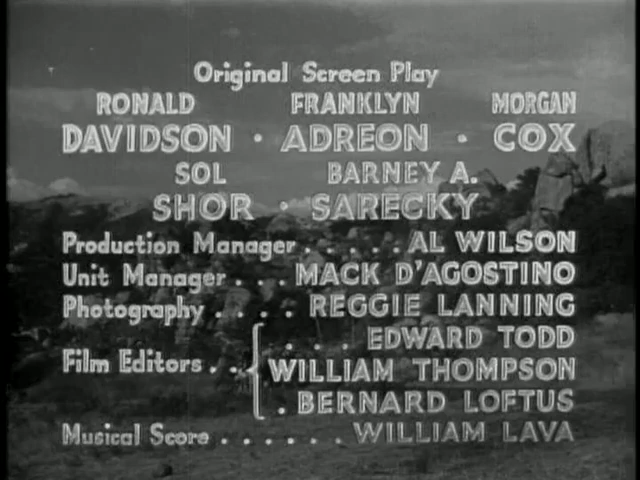 Original Screen Play
RONALD FRANKLYN MORGAN
DAVIDSON · ADREON · COX
SOL BARNEY A.
SHOR · SARECKY
Production Manager . . . . . AL WILSON
Unit Manager . . . MACK D'AGOSTINO
Photography . . . . REGGIE LANNING
. . . . EDWARD TODD
Film Editors . . . { WILLIAM THOMPSON
. BERNARD LOFTUS
Musical Score . . . . . . . WILLIAM LAVA